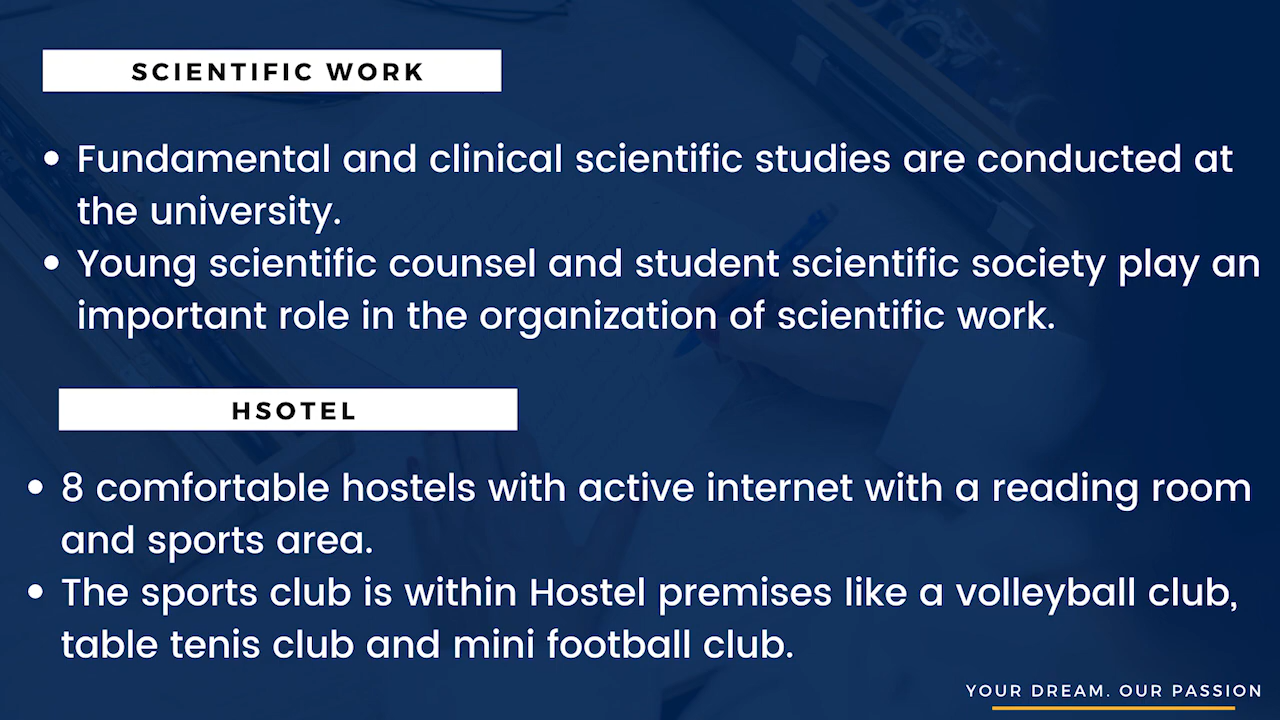 SCIENTIFIC WORK
• Fundamental and clinical scientific studies are conducted at
the university.
• Young scientific counsel and student scientific society play an
important role in the organization of scientific work.
HSOTEL
• 8 comfortable hostels with active internet with a reading room
and sports area.
• The sports club is within Hostel premises like a volleyball club,
table tenis club and mini football club.
YOUR DREAM. OUR PASSION